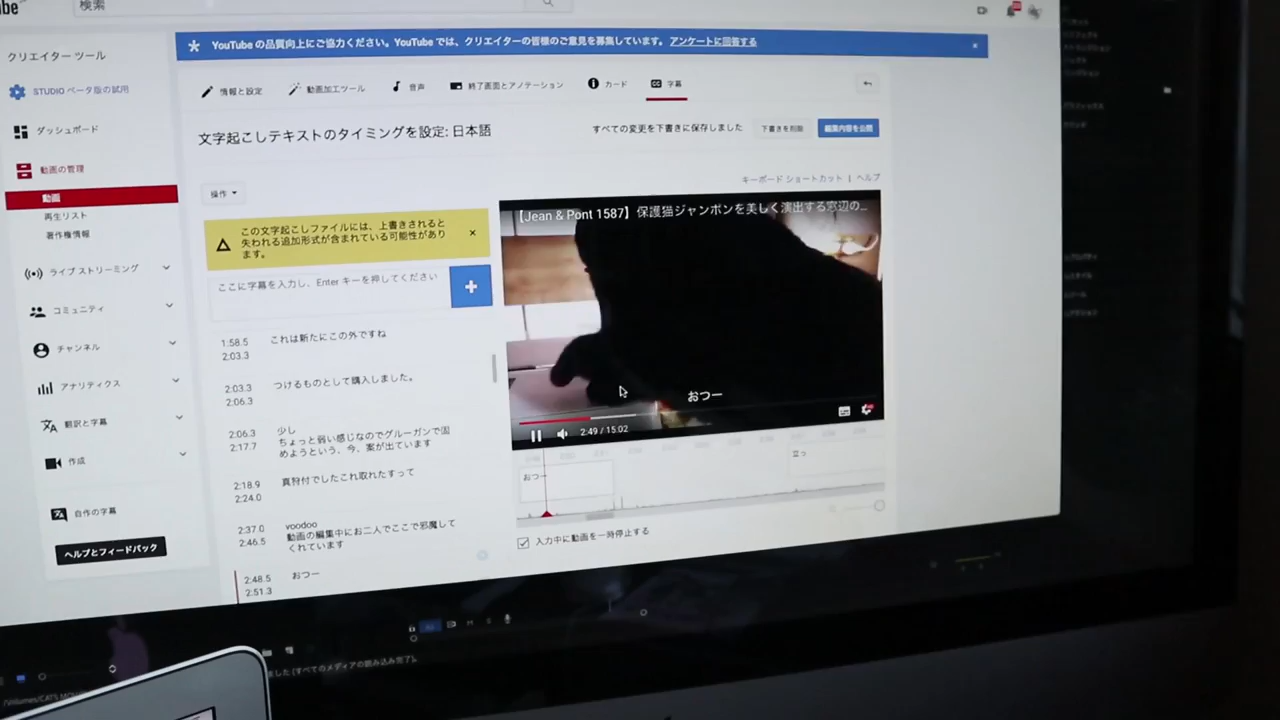 検索
クリエイター ツール
YouTube の品質向上にご協力ください。YouTube では、クリエイターの皆様のご意見を募集しています。 アンケートに回答する
STUDIO ベータ版の試用
情報と設定
動画加工ツール
音声
終了画面とアノテーション
カード
字幕
ダッシュボード
文字起こしテキストのタイミングを設定: 日本語
すべての変更を下書きに保存しました
下書きを削除
編集内容を公開
動画の管理
動画
再生リスト
著作権情報
操作
キーボード ショートカット | ヘルプ
この文字起こしファイルには、上書きされると
失われる追加形式が含まれている可能性があり
ます。
【Jean & Pont 1587】保護猫ジャンポンを美しく演出する窓辺の...
ライブ ストリーミング
ここに字幕を入力し、Enter キーを押してください
コミュニティ
1:58.5
2:03.3
これは新たにこの外ですね
チャンネル
2:03.3
2:06.3
つけるものとして購入しました。
アナリティクス
おつー
2:49 / 15:02
翻訳と字幕
2:06.3
2:17.7
少し
ちょっと弱い感じなのでグルーガンで固
めようという、今、案が出ています
作成
2:18.9
2:24.0
真狩付でしたこれ取れたすって
おつー
自作の字幕
2:37.0
2:46.5
voodoo
動画の編集中にお二人でここで邪魔して
くれています
入力中に動画を一時停止する
ヘルプとフィードバック
2:48.5
2:51.3
おつー